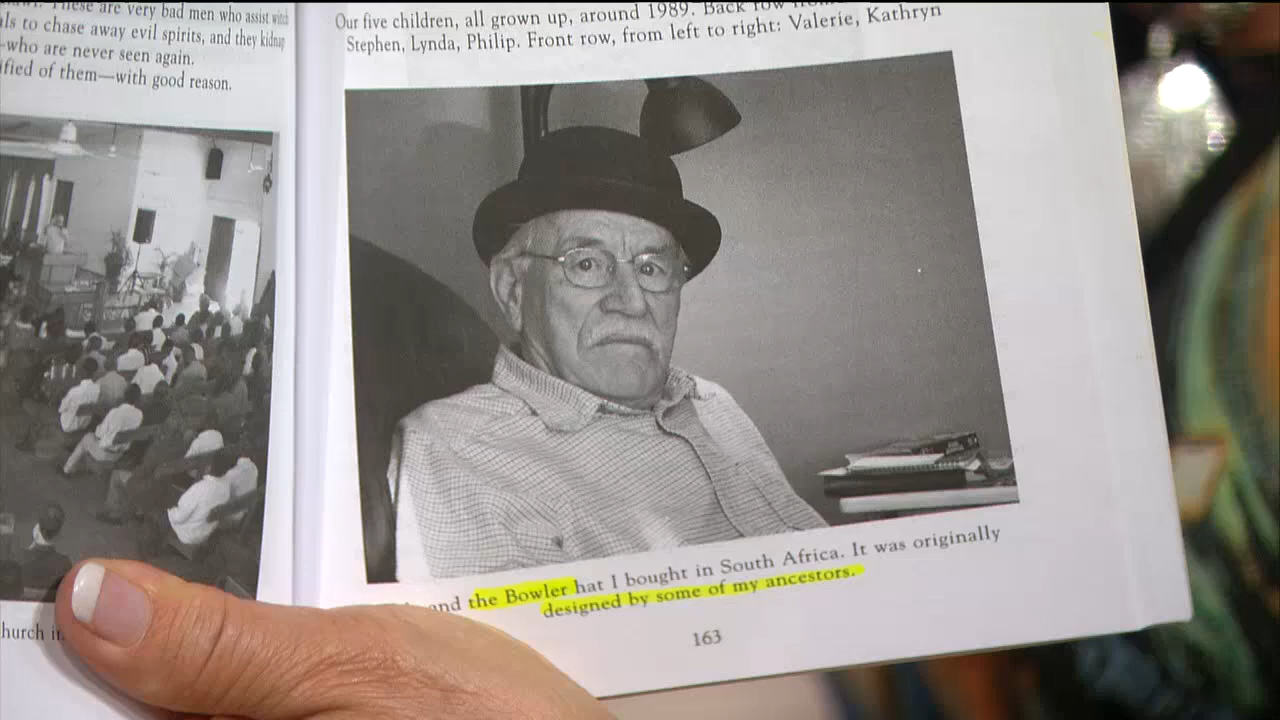 These are very bad men who assist witch
ls to chase away evil spirits, and they kidnap
—who are never seen again.
ified of them—with good reason.
hurch in
Our five children, all grown up, around 1989. Back row
Stephen, Lynda, Philip. Front row, from left to right: Valerie, Kathryn
and the Bowler hat I bought in South Africa. It was originally
designed by some of my ancestors.
163